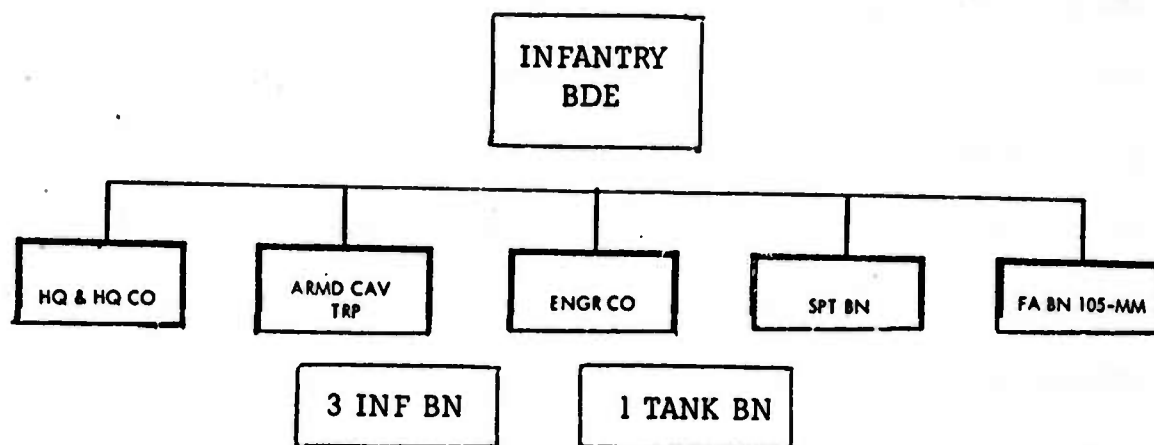 INFANTRY
BDE
HQ & HQ CO
ARMD CAV
TRP
ENGR CO
SPT BN
FA BN 105-MM
3 INF BN
1 TANK BN